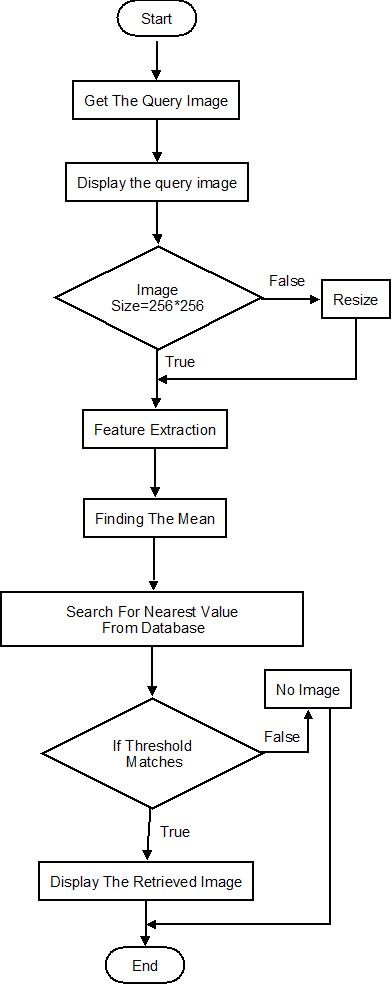 Start
Get The Query Image
Display the query image
Image
Size=256*256
False
Resize
True
Feature Extraction
Finding The Mean
Search For Nearest Value
From Database
No Image
If Threshold
Matches
False
True
Display The Retrieved Image
End